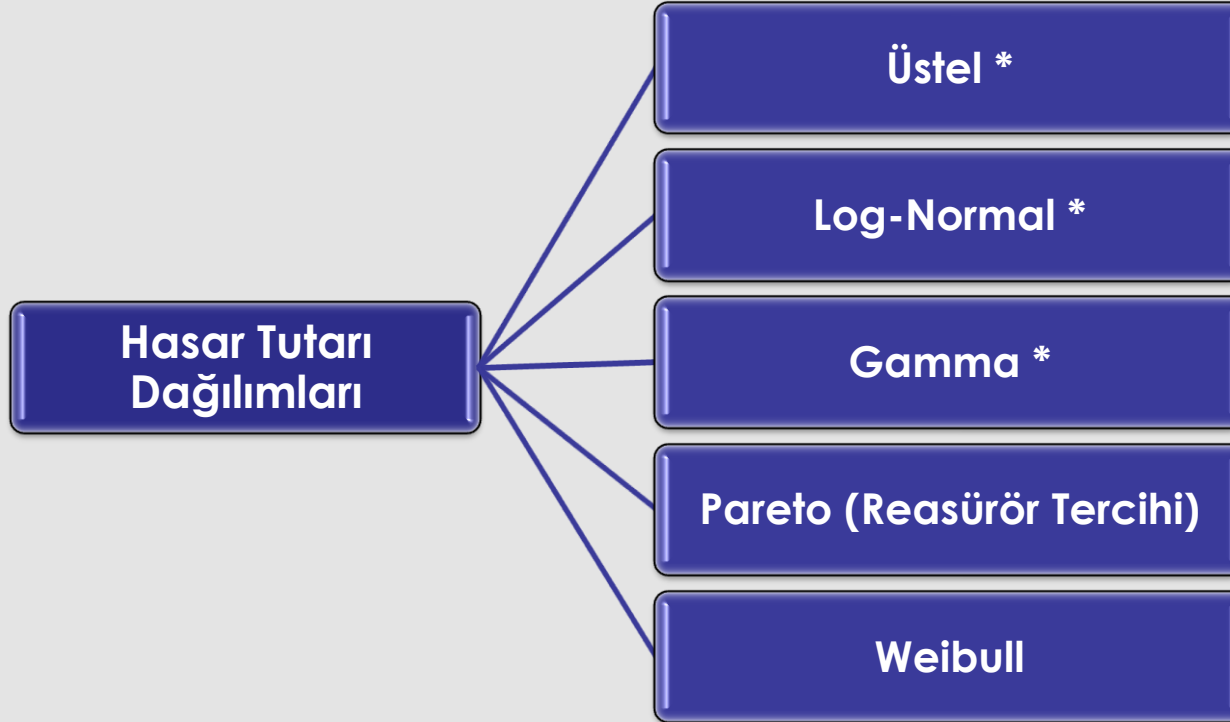 Hasar Tutarı
Dağılımları
Üstel *
Log-Normal *
Gamma *
Pareto (Reasürör Tercihi)
Weibull